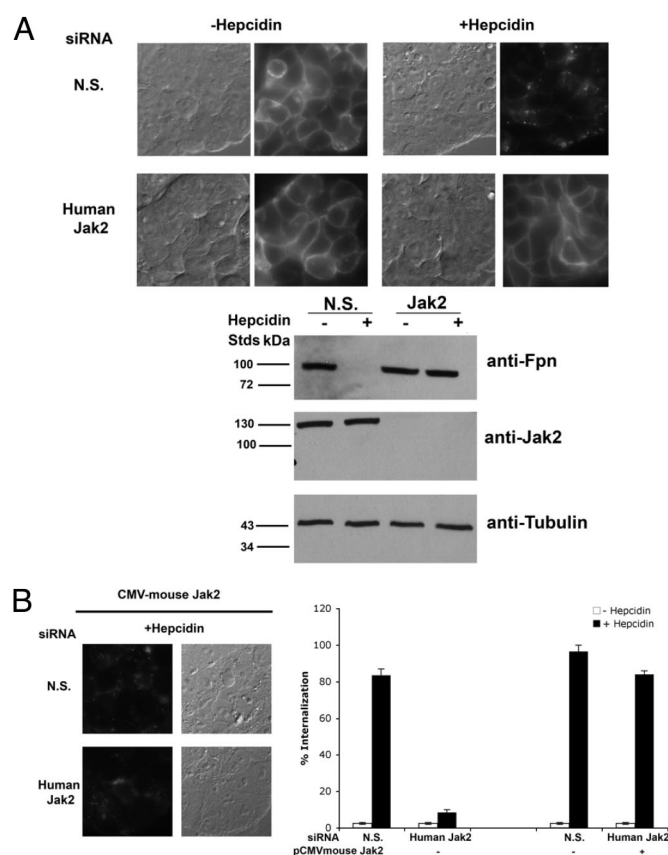 A
siRNA
-Hepcidin
+Hepcidin
N.S.
Human
Jak2
N.S. Jak2
Hepcidin - + - +
Stds kDa
100
72
anti-Fpn
130
100
anti-Jak2
43
34
anti-Tubulin
B
CMV-mouse Jak2
+Hepcidin
siRNA
N.S.
Human
Jak2
120
100
80
60
40
20
0
% Internalization
- Hepcidin
+ Hepcidin
siRNA N.S. Human Jak2 N.S. Human Jak2
pCMVmouse Jak2 - - - +